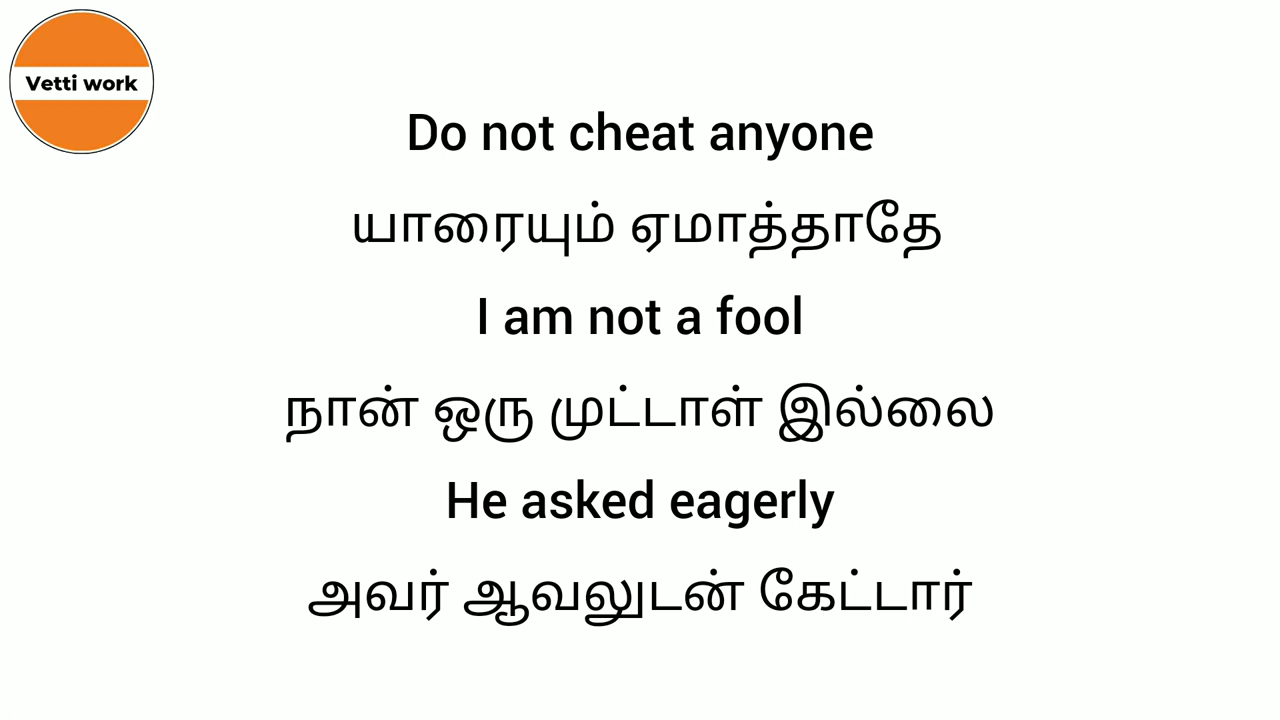 Vetti work
Do not cheat anyone
யாரையும் ஏமாத்தாதே
I am not a fool
நான் ஒரு முட்டாள் இல்லை
He asked eagerly
அவர் ஆவலுடன் கேட்டார்